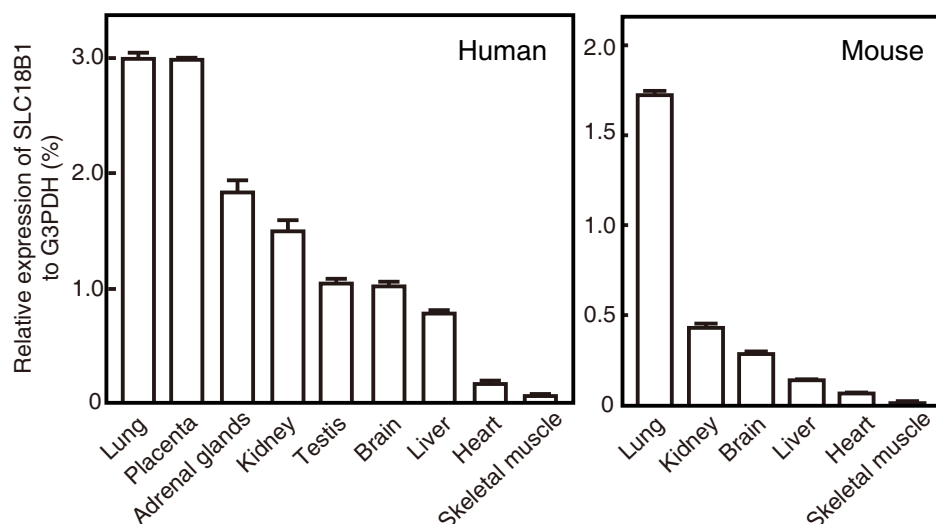 Relative expression of SLC18B1
to G3PDH (%)
Human
3.0
2.0
1.0
0
Lung
Placenta
Adrenal glands
Kidney
Testis
Brain
Liver
Heart
Skeletal muscle
Mouse
2.0
1.5
1.0
0.5
0
Lung
Kidney
Brain
Liver
Heart
Skeletal muscle